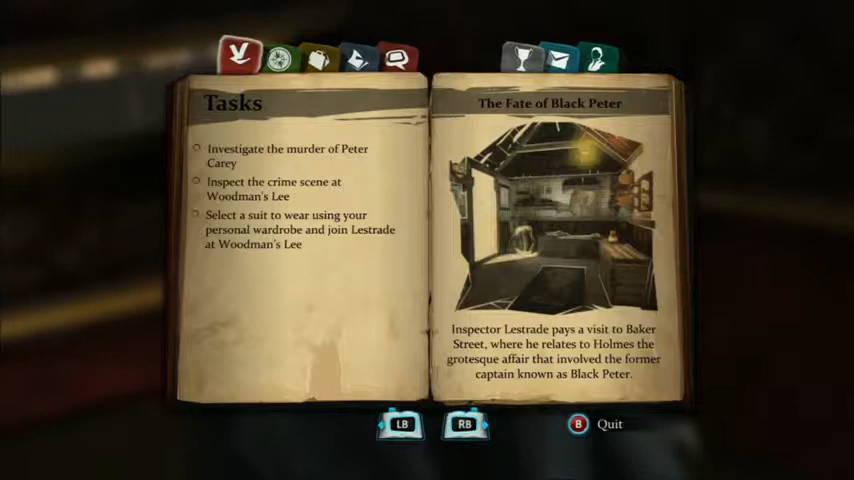 Tasks
Investigate the murder of Peter
Carey
Inspect the crime scene at
Woodman's Lee
Select a suit to wear using your
personal wardrobe and join Lestrade
at Woodman's Lee
The Fate of Black Peter
Inspector Lestrade pays a visit to Baker
Street, where he relates to Holmes the
grotesque affair that involved the former
captain known as Black Peter.
LB
RB
B Quit